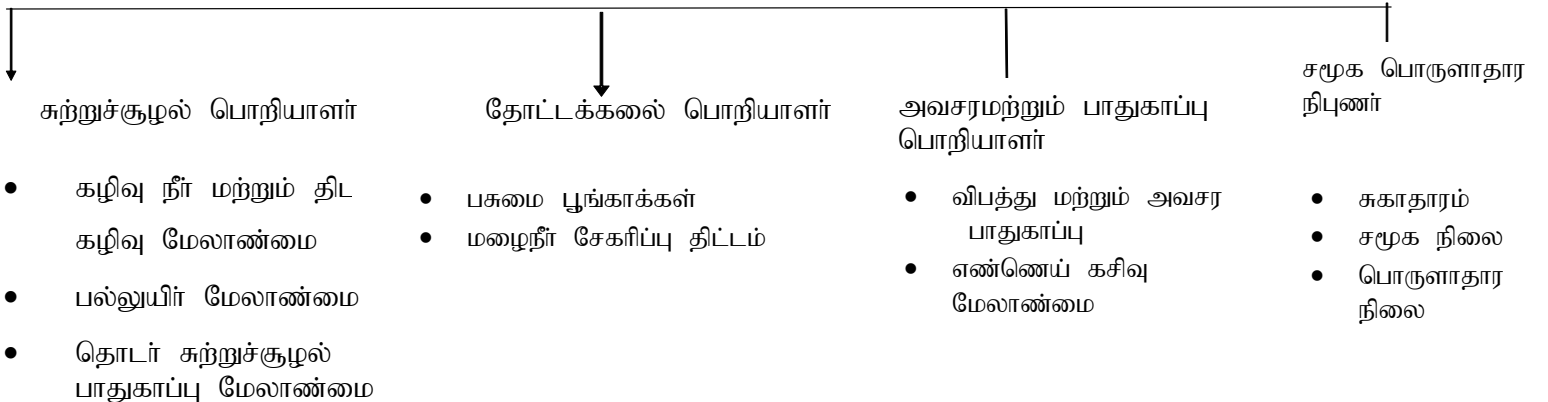 சுற்றுச்சூழல் பொறியாளர்
• கழிவு நீர் மற்றும் திட
கழிவு மேலாண்மை
• பல்லுயிர் மேலாண்மை
• தொடர் சுற்றுச்சூழல்
பாதுகாப்பு மேலாண்மை
தோட்டக்கலை பொறியாளர்
• பசுமை பூங்காக்கள்
• மழைநீர் சேகரிப்பு திட்டம்
அவசரமற்றும் பாதுகாப்பு
பொறியாளர்
• விபத்து மற்றும் அவசர
பாதுகாப்பு
• எண்ணெய் கசிவு
மேலாண்மை
சமூக பொருளாதார
நிபுணர்
• சுகாதாரம்
• சமூக நிலை
• பொருளாதார
நிலை